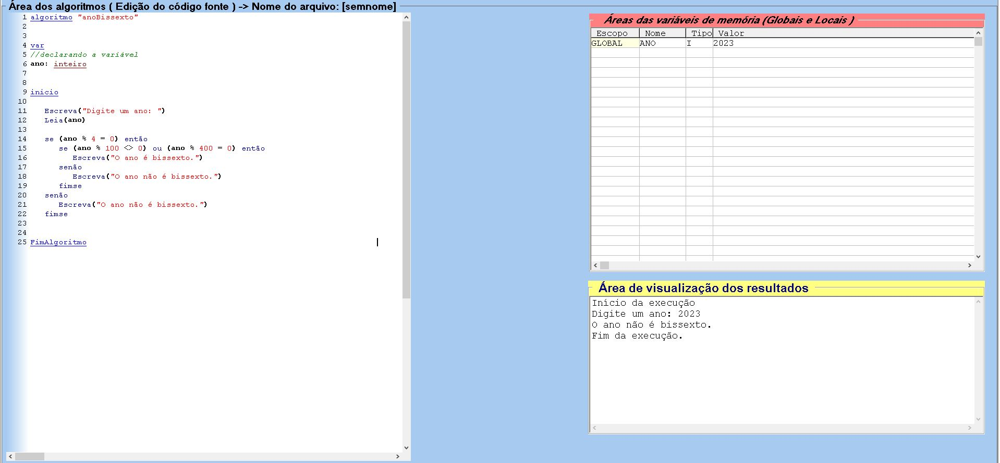 Área dos algoritmos ( Edição do código fonte ) -> Nome do arquivo: [semnome]
1 algoritmo "anoBissexto"
2
3
4 var
5 //declarando a variável
6 ano: inteiro
7
8
9 inicio
10
11 Escreva("Digite um ano: ")
12 Leia(ano)
13
14 se (ano % 4 = 0) então
15 se (ano % 100 <> 0) ou (ano % 400 = 0) então
16 Escreva("O ano é bissexto.")
17 senão
18 Escreva("O ano não é bissexto.")
19 fimse
20 senão
21 Escreva("O ano não é bissexto.")
22 fimse
23
24
25 FimAlgoritmo
Áreas das variáveis de memória (Globais e Locais )
Escopo Nome Tipo Valor
GLOBAL ANO I 2023
Área de visualização dos resultados
Início da execução
Digite um ano: 2023
O ano não é bissexto.
Fim da execução.